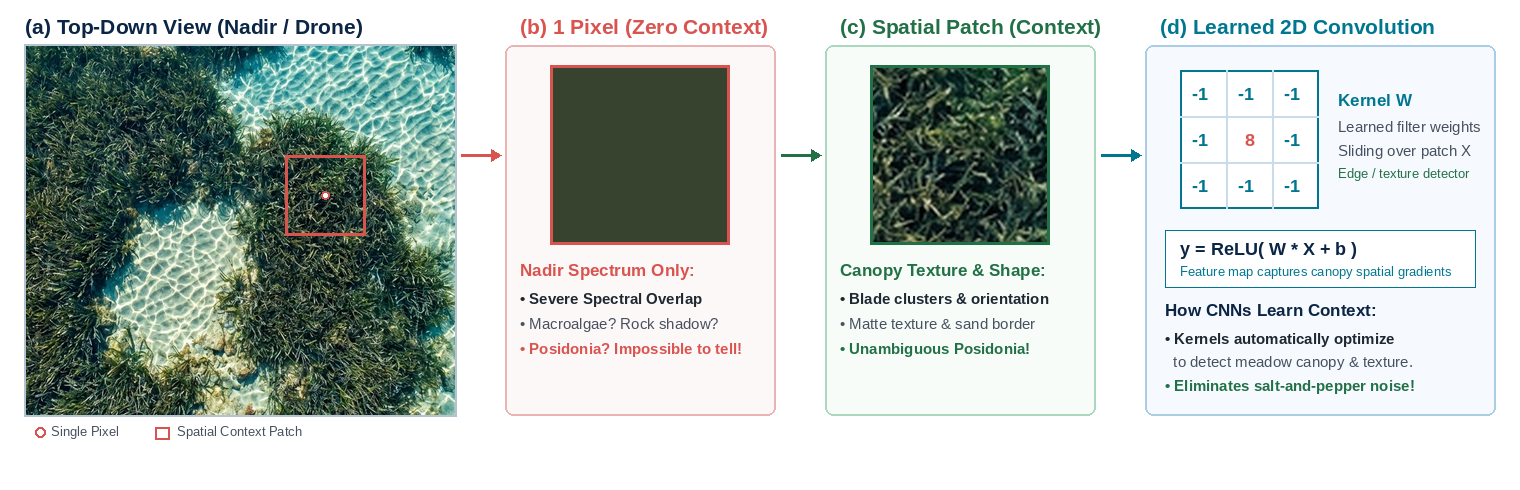 (a) Top-Down View (Nadir / Drone)
Single Pixel
Spatial Context Patch
(b) 1 Pixel (Zero Context)
Nadir Spectrum Only:
• Severe Spectral Overlap
• Macroalgae? Rock shadow?
• Posidonia? Impossible to tell!
(c) Spatial Patch (Context)
Canopy Texture & Shape:
• Blade clusters & orientation
• Matte texture & sand border
• Unambiguous Posidonia!
(d) Learned 2D Convolution
-1 -1 -1
-1 8 -1
-1 -1 -1
Kernel W
Learned filter weights
Sliding over patch X
Edge / texture detector
y = ReLU( W * X + b )
Feature map captures canopy spatial gradients
How CNNs Learn Context:
• Kernels automatically optimize
to detect meadow canopy & texture.
• Eliminates salt-and-pepper noise!